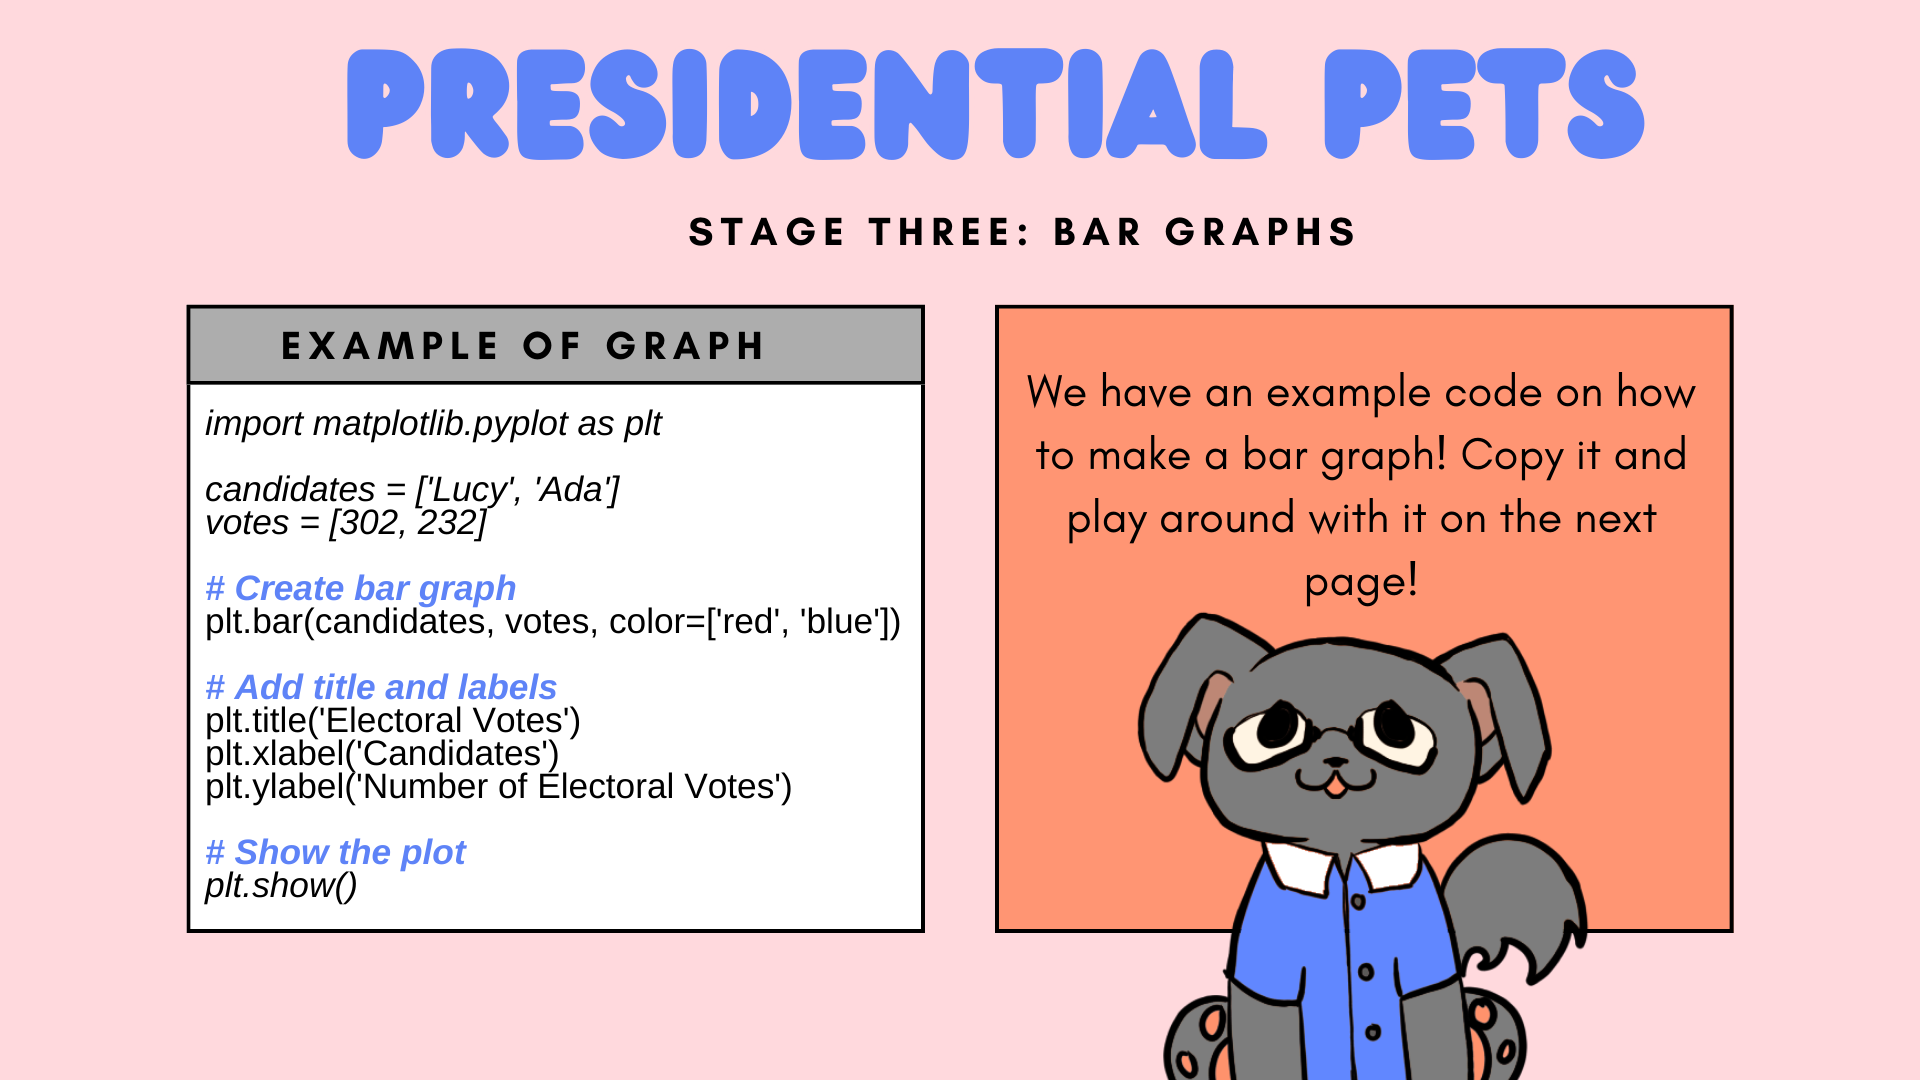 PRESIDENTIAL PETS
STAGE THREE: BAR GRAPHS
EXAMPLE OF GRAPH
import matplotlib.pyplot as plt
candidates = ['Lucy', 'Ada']
votes = [302, 232]
# Create bar graph
plt.bar(candidates, votes, color=['red', 'blue'])
# Add title and labels
plt.title('Electoral Votes')
plt.xlabel('Candidates')
plt.ylabel('Number of Electoral Votes')
# Show the plot
plt.show()
We have an example code on how
to make a bar graph! Copy it and
play around with it on the next
page!